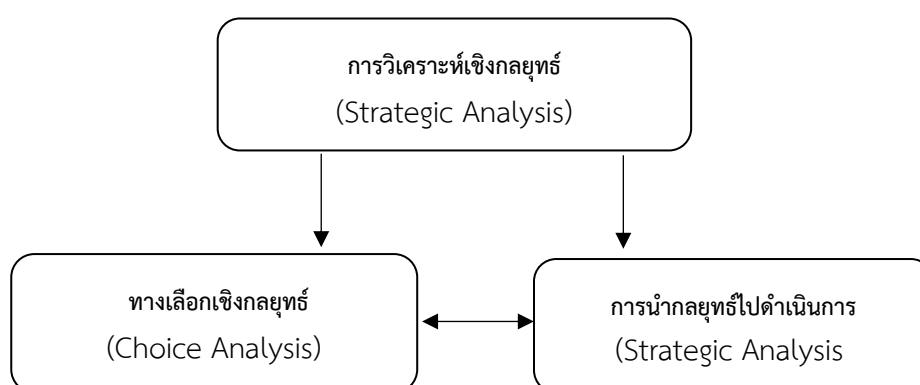 การวิเคราะห์เชิงกลยุทธ์
(Strategic Analysis)
ทางเลือกเชิงกลยุทธ์
(Choice Analysis)
การนำกลยุทธ์ไปดำเนินการ
(Strategic Analysis